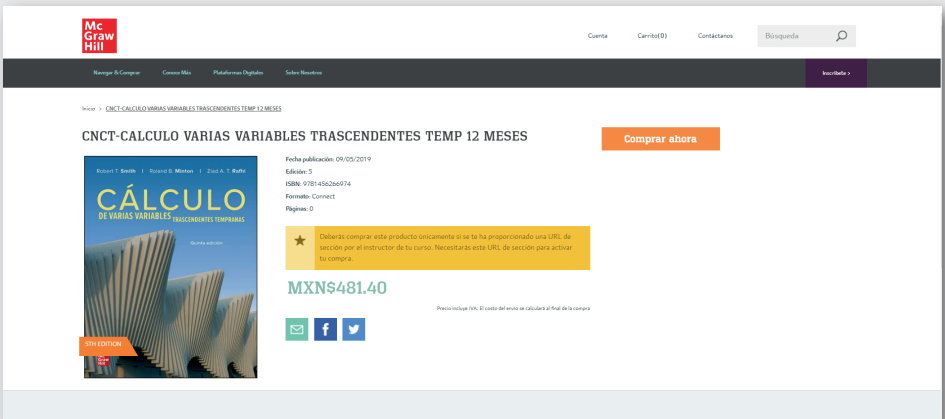 Mc
Graw
Hill
Cuenta Carrito(0) Contáctanos Búsqueda
Navegar & Comprar Conoce Más Plataformas Digitales Sobre Nosotros Inscríbete >
Inicio > CNCT-CALCULO VARIAS VARIABLES TRASCENDENTES TEMP 12 MESES
CNCT-CALCULO VARIAS VARIABLES TRASCENDENTES TEMP 12 MESES
Comprar ahora
Robert T. Smith | Roland B. Minton | Ziad A. T. Rafhi
CÁLCULO
DE VARIAS VARIABLES TRASCENDENTES TEMPRANAS
Quinta edición
5TH EDITION
Mc
Graw
Hill
Fecha publicación: 09/05/2019
Edición: 5
ISBN: 9781456266974
Formato: Connect
Páginas: 0
Deberás comprar este producto únicamente si se te ha proporcionado una URL de
sección por el instructor de tu curso. Necesitarás este URL de sección para activar
tu compra.
MXN$481.40
Precio incluye IVA. El costo del envío se calculará al final de la compra